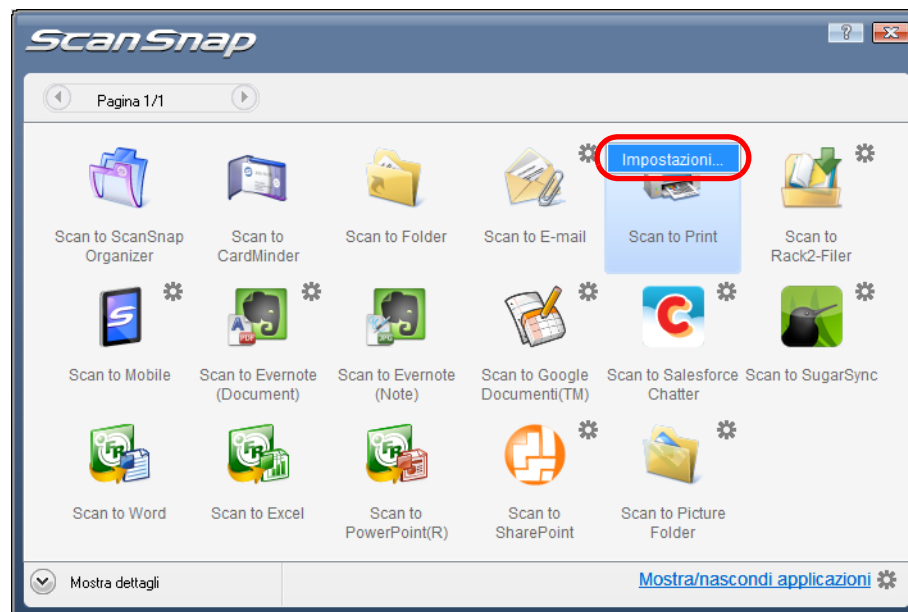 ScanSnap
?
Pagina 1/1
Impostazioni...
Scan to ScanSnap
Organizer
Scan to
CardMinder
Scan to Folder
Scan to E-mail
Scan to Print
Scan to
Rack2-Filer
Scan to Mobile
Scan to Evernote
(Document)
Scan to Evernote
(Note)
Scan to Google
Documenti(TM)
Scan to Salesforce
Chatter
Scan to SugarSync
Scan to Word
Scan to Excel
Scan to
PowerPoint(R)
Scan to
SharePoint
Scan to Picture
Folder
Mostra dettagli
Mostra/nascondi applicazioni